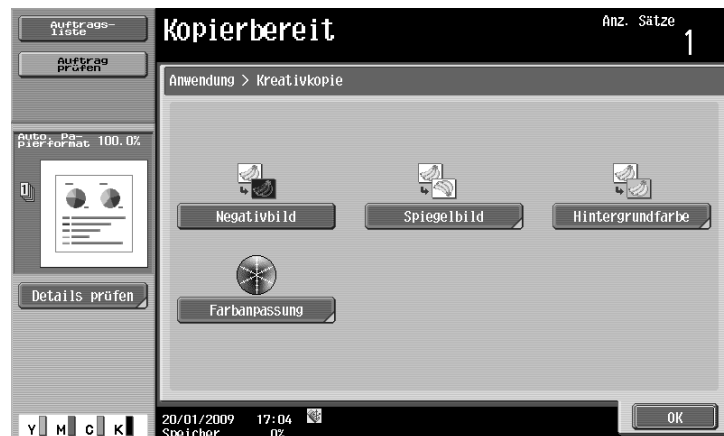 Auftrags-
liste
Auftrag
prüfen
Kopierbereit
Anz. Sätze
1
Anwendung > Kreativkopie
Auto. Pa-
pierformat 100.0%
1
Negativbild
Spiegelbild
Hintergrundfarbe
Farbanpassung
Details prüfen
Y M C K
20/01/2009 17:04
Speicher 0%
OK